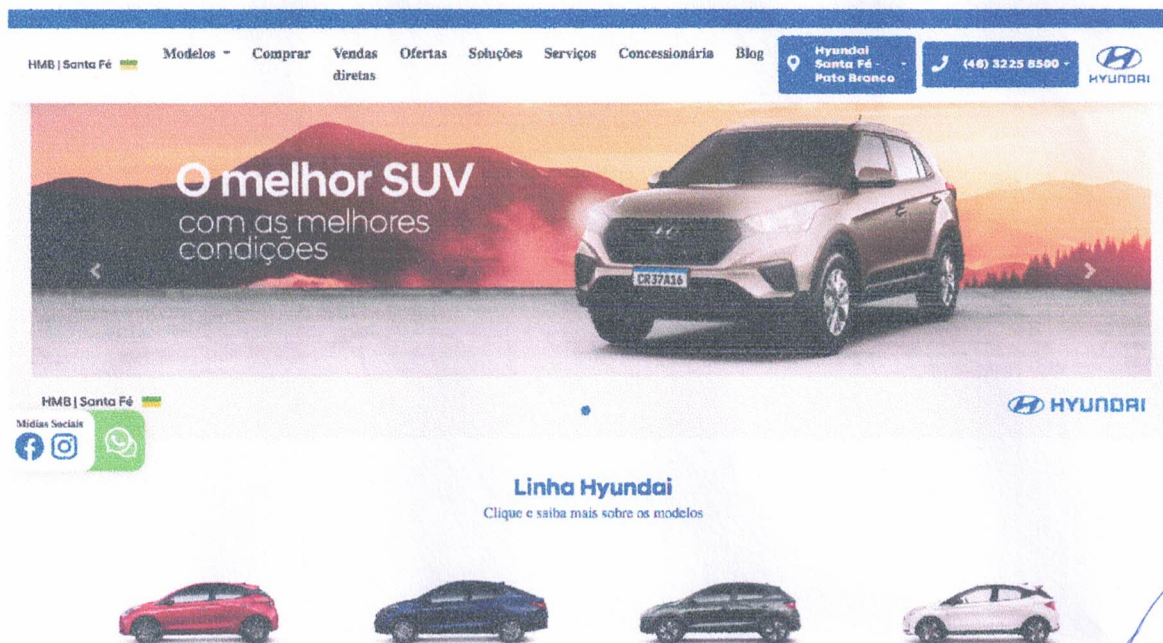 HMB | Santa Fé
Modelos
Comprar
Vendas
diretas
Ofertas
Soluções
Serviços
Concessionária
Blog
Hyundai
Santa Fé -
Pato Branco
(46) 3225 8500
HYUNDAI
O melhor SUV
com as melhores
condições
CR37A16
HMB | Santa Fé
HYUNDAI
Mídias Sociais
Linha Hyundai
Clique e saiba mais sobre os modelos